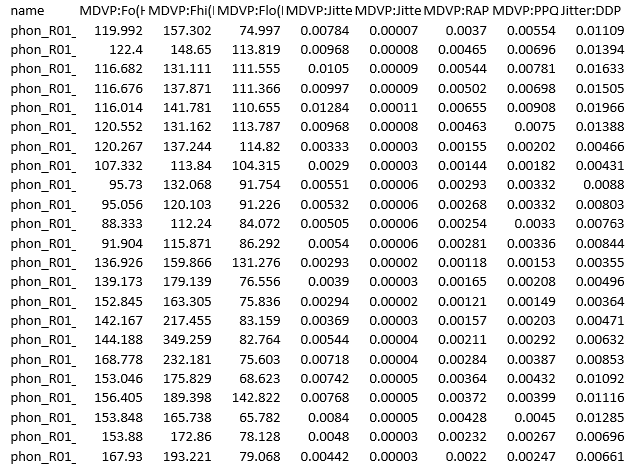 name MDVP:Fo(H MDVP:Fhi(I MDVP:Flo(I MDVP:Jitte MDVP:Jitte MDVP:RAP MDVP:PPQ Jitter:DDP
phon_R01_ 119.992 157.302 74.997 0.00784 0.00007 0.0037 0.00554 0.01109
phon_R01_ 122.4 148.65 113.819 0.00968 0.00008 0.00465 0.00696 0.01394
phon_R01_ 116.682 131.111 111.555 0.0105 0.00009 0.00544 0.00781 0.01633
phon_R01_ 116.676 137.871 111.366 0.00997 0.00009 0.00502 0.00698 0.01505
phon_R01_ 116.014 141.781 110.655 0.01284 0.00011 0.00655 0.00908 0.01966
phon_R01_ 120.552 131.162 113.787 0.00968 0.00008 0.00463 0.0075 0.01388
phon_R01_ 120.267 137.244 114.82 0.00333 0.00003 0.00155 0.00202 0.00466
phon_R01_ 107.332 113.84 104.315 0.0029 0.00003 0.00144 0.00182 0.00431
phon_R01_ 95.73 132.068 91.754 0.00551 0.00006 0.00293 0.00332 0.0088
phon_R01_ 95.056 120.103 91.226 0.00532 0.00006 0.00268 0.00332 0.00803
phon_R01_ 88.333 112.24 84.072 0.00505 0.00006 0.00254 0.0033 0.00763
phon_R01_ 91.904 115.871 86.292 0.0054 0.00006 0.00281 0.00336 0.00844
phon_R01_ 136.926 159.866 131.276 0.00293 0.00002 0.00118 0.00153 0.00355
phon_R01_ 139.173 179.139 76.556 0.0039 0.00003 0.00165 0.00208 0.00496
phon_R01_ 152.845 163.305 75.836 0.00294 0.00002 0.00121 0.00149 0.00364
phon_R01_ 142.167 217.455 83.159 0.00369 0.00003 0.00157 0.00203 0.00471
phon_R01_ 144.188 349.259 82.764 0.00544 0.00004 0.00211 0.00292 0.00632
phon_R01_ 168.778 232.181 75.603 0.00718 0.00004 0.00284 0.00387 0.00853
phon_R01_ 153.046 175.829 68.623 0.00742 0.00005 0.00364 0.00432 0.01092
phon_R01_ 156.405 189.398 142.822 0.00768 0.00005 0.00372 0.00399 0.01116
phon_R01_ 153.848 165.738 65.782 0.0084 0.00005 0.00428 0.0045 0.01285
phon_R01_ 153.88 172.86 78.128 0.0048 0.00003 0.00232 0.00267 0.00696
phon_R01_ 167.93 193.221 79.068 0.00442 0.00003 0.0022 0.00247 0.00661